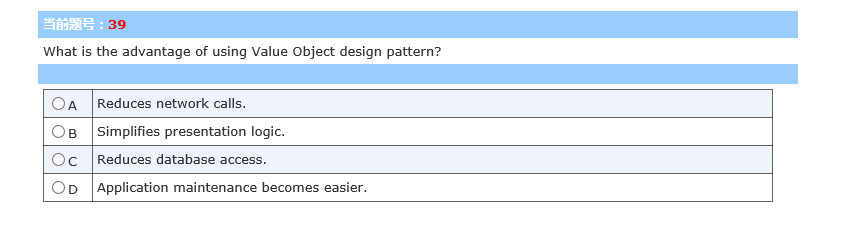 当前题号：39
What is the advantage of using Value Object design pattern?
A Reduces network calls.
B Simplifies presentation logic.
C Reduces database access.
D Application maintenance becomes easier.